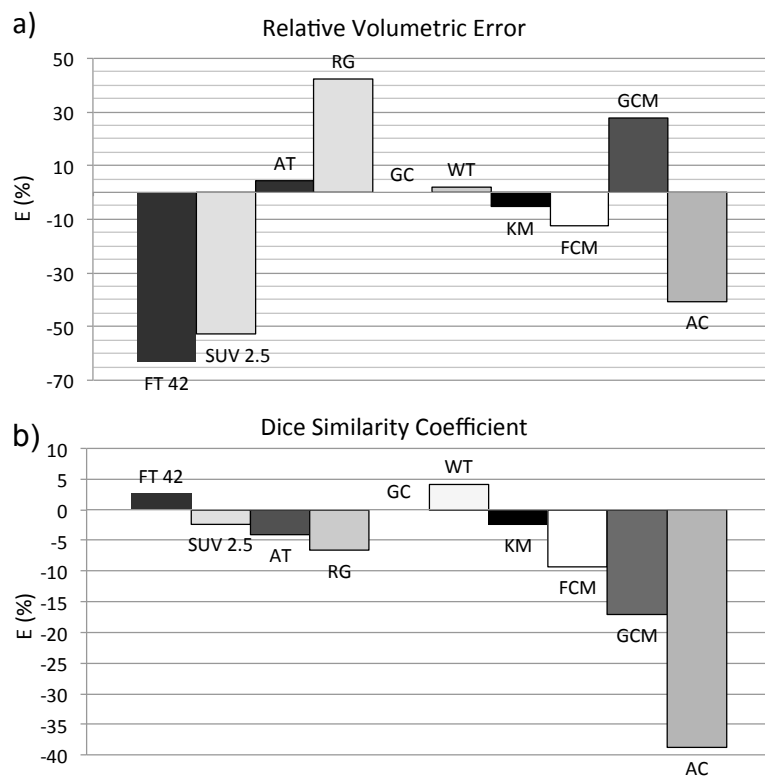 a)
Relative Volumetric Error
E (%)
50
30
10
-10
-30
-50
-70
FT 42
SUV 2.5
AT
RG
GC
WT
KM
FCM
GCM
AC
b)
Dice Similarity Coefficient
E (%)
10
5
0
-5
-10
-15
-20
-25
-30
-35
-40
FT 42
SUV 2.5
AT
RG
GC
WT
KM
FCM
GCM
AC